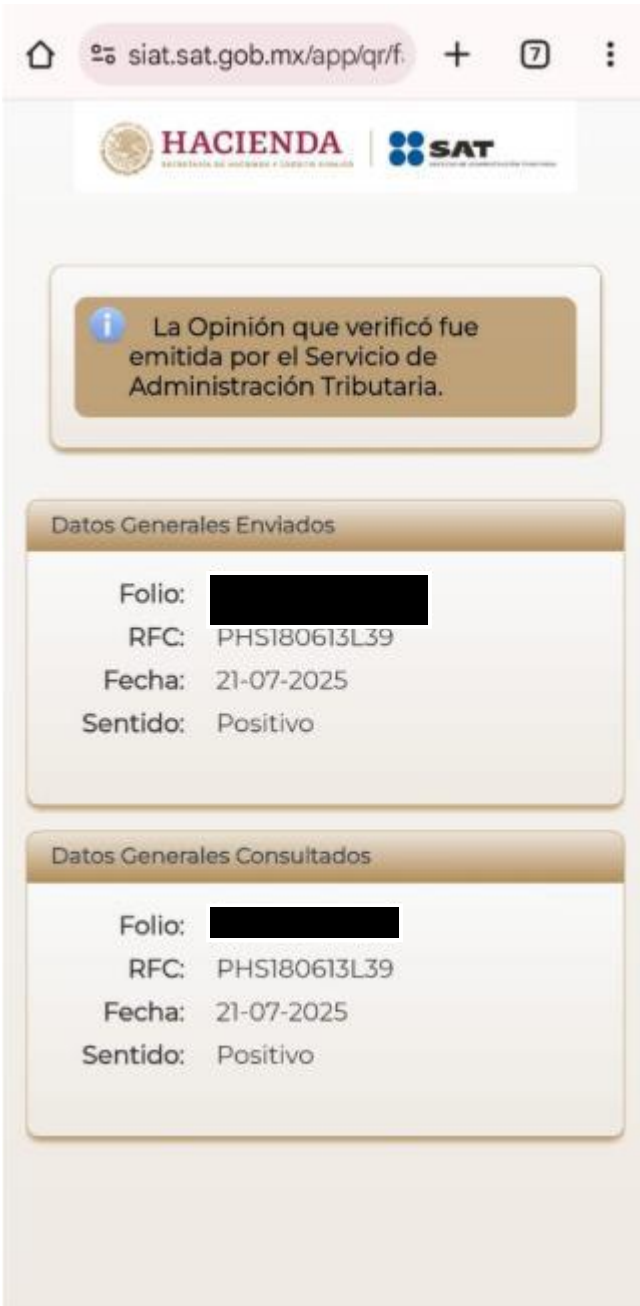 siat.sat.gob.mx/app/qr/f
7
HACIENDA
SAT
La Opinión que verificó fue
emitida por el Servicio de
Administración Tributaria.
Datos Generales Enviados
Folio:
RFC: PHS180613L39
Fecha: 21-07-2025
Sentido: Positivo
Datos Generales Consultados
Folio:
RFC: PHS180613L39
Fecha: 21-07-2025
Sentido: Positivo